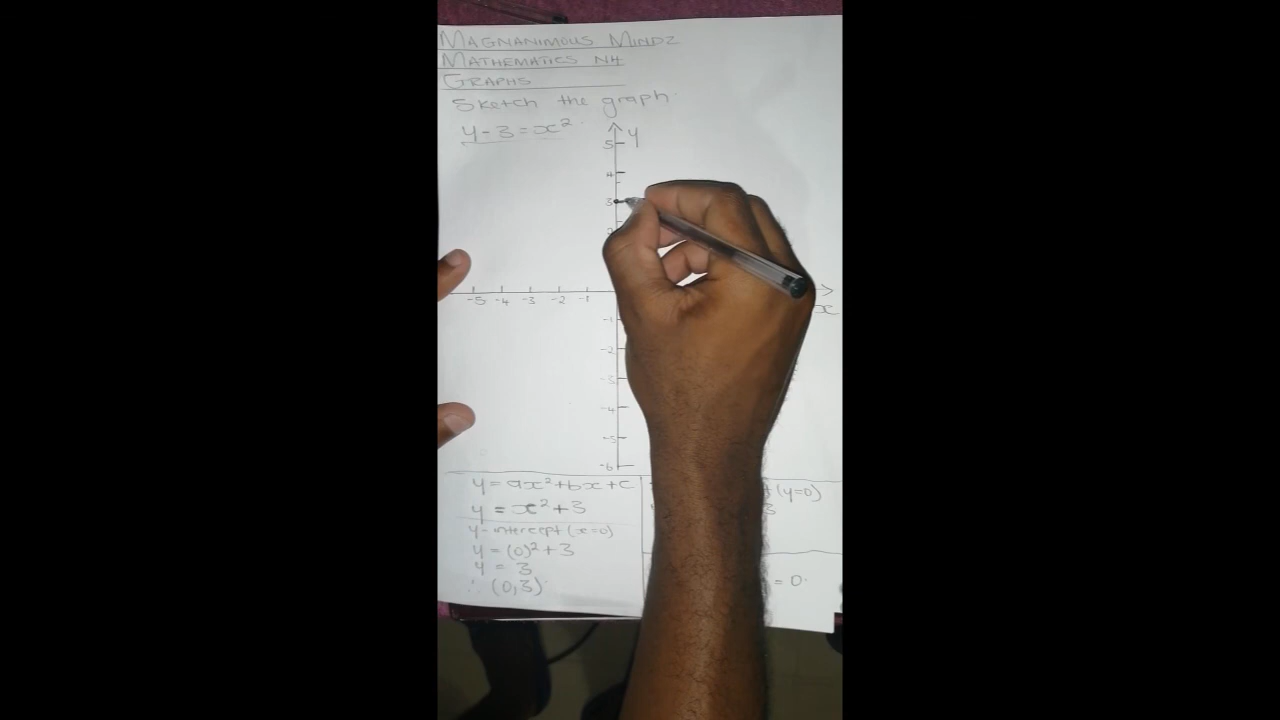 MAGNANIMOUS MINDZ
MATHEMATICS N4
GRAPHS
Sketch the graph.
y - 3 = x²
y
5
4
3
2
-5 -4 -3 -2 -1
x
-1
-2
-3
-4
-5
-6
y = ax² + bx + c
y = x² + 3
y-intercept (x=0)
y = (0)² + 3
y = 3
∴ (0,3)
(y=0)
3
= 0